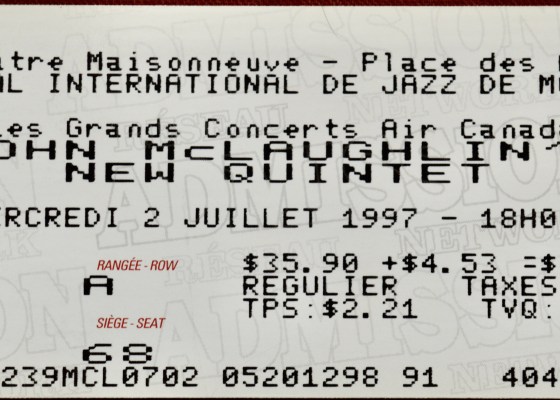 tre Maisonneuve - Place des
AL INTERNATIONAL DE JAZZ DE M
es Grands Concerts Air Canad
OHN McLAUGHLIN'
NEW QUINTET
RCREDI 2 JUILLET 1997 - 18H0
RANGÉE - ROW
$35.90 +$4.53 =$
A
REGULIER TAXES
TPS:$2.21 TVQ:
SIÈGE - SEAT
68
239MCL0702 05201298 91 404